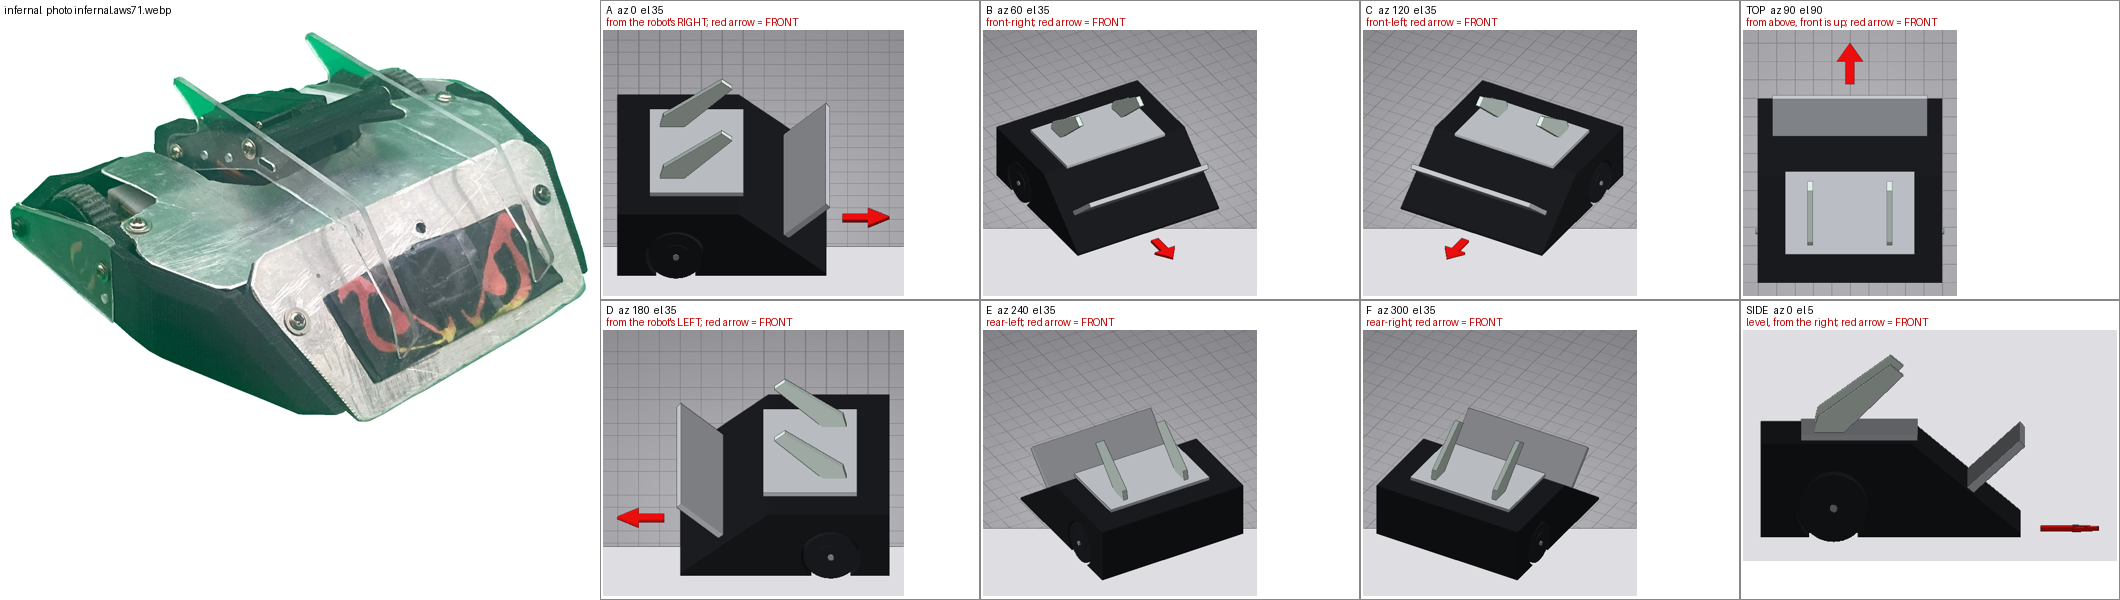 infernal photo infernal.aws71.webp
A az 0 el 35
from the robot's RIGHT; red arrow = FRONT
B az 60 el 35
front-right; red arrow = FRONT
C az 120 el 35
front-left; red arrow = FRONT
TOP az 90 el 90
from above, front is up; red arrow = FRONT
D az 180 el 35
from the robot's LEFT; red arrow = FRONT
E az 240 el 35
rear-left; red arrow = FRONT
F az 300 el 35
rear-right; red arrow = FRONT
SIDE az 0 el 5
level, from the right; red arrow = FRONT